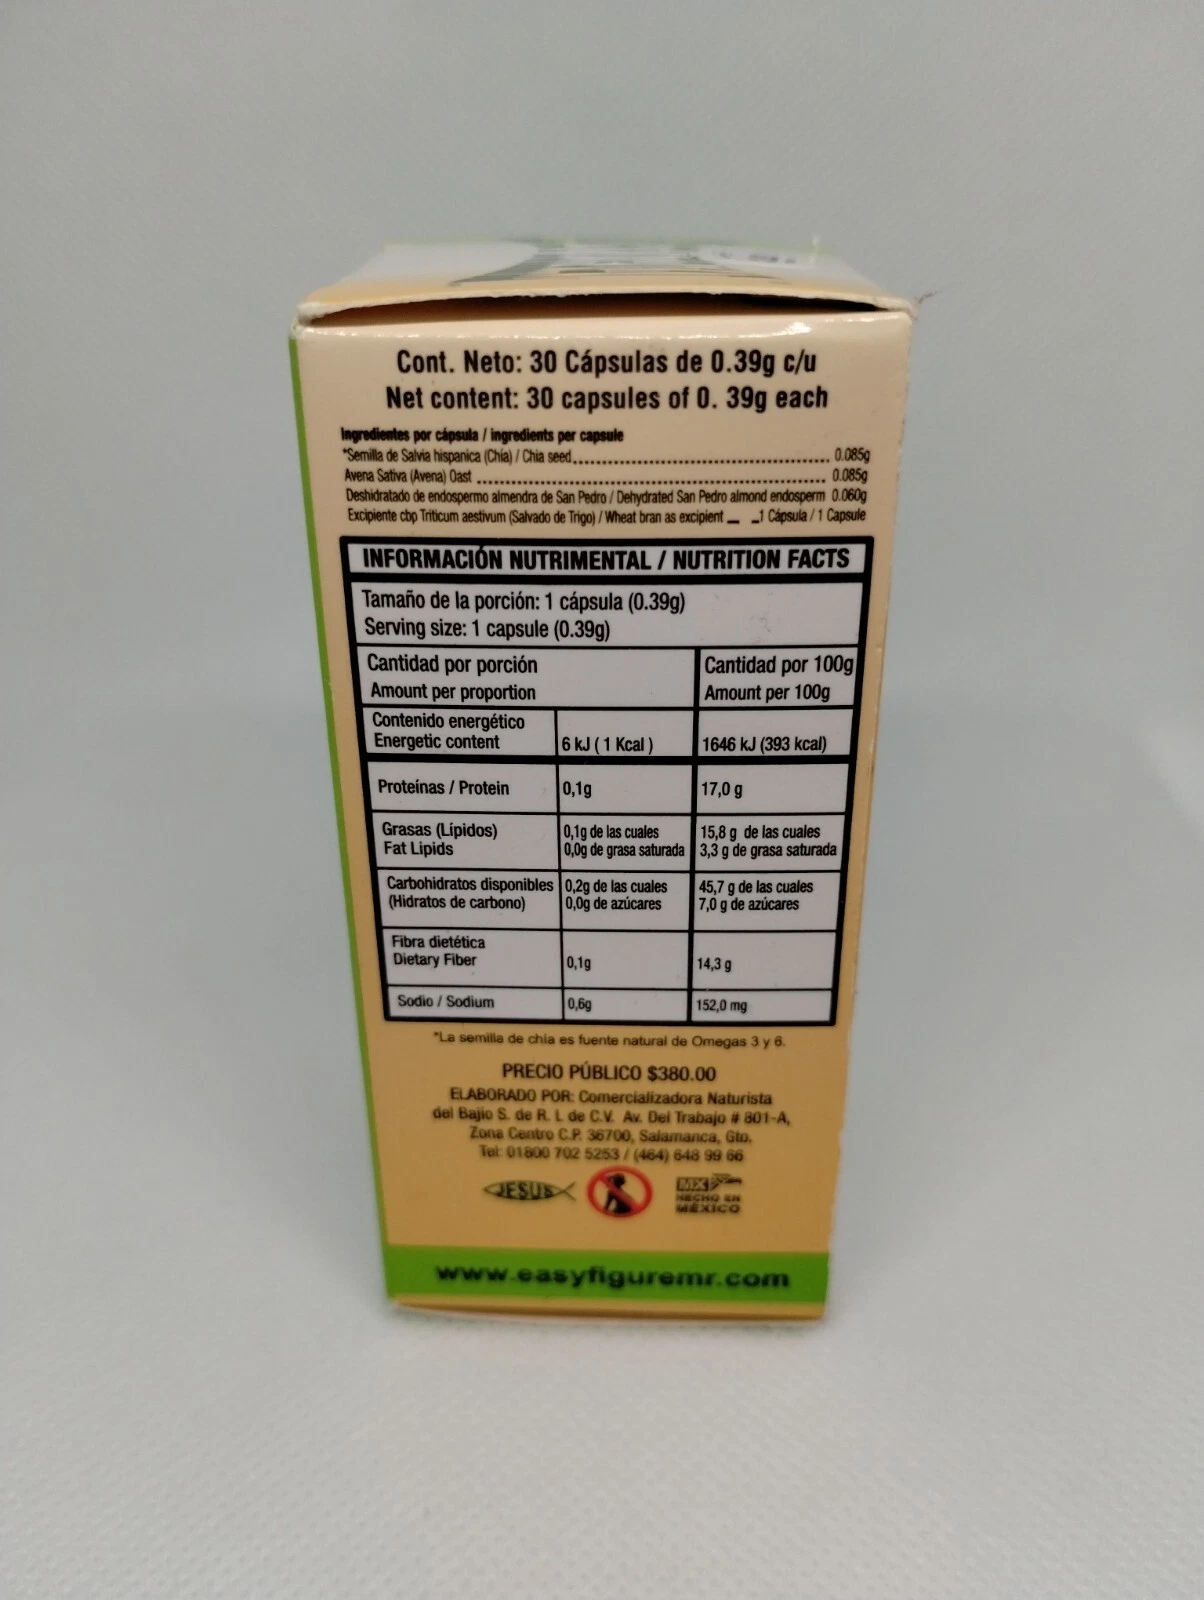 Cont. Neto: 30 Cápsulas de 0.39g c/u
Net content: 30 capsules of 0. 39g each
Ingredientes por cápsula / ingredients per capsule
*Semilla de Salvia hispanica (Chía) / Chia seed 0.085g
Avena Sativa (Avena) Oast 0.085g
Deshidratado de endospermo almendra de San Pedro / Dehydrated San Pedro almond endosperm 0.060g
Excipiente cbp Triticum aestivum (Salvado de Trigo) / Wheat bran as excipient 1 Cápsula / 1 Capsule
INFORMACIÓN NUTRIMENTAL / NUTRITION FACTS
Tamaño de la porción: 1 cápsula (0.39g)
Serving size: 1 capsule (0.39g)
Cantidad por porción Cantidad por 100g
Amount per proportion Amount per 100g
Contenido energético
Energetic content 6 kJ ( 1 Kcal ) 1646 kJ (393 kcal)
Proteínas / Protein 0,1g 17,0 g
Grasas (Lípidos) 0,1g de las cuales 15,8 g de las cuales
Fat Lipids 0,0g de grasa saturada 3,3 g de grasa saturada
Carbohidratos disponibles 0,2g de las cuales 45,7 g de las cuales
(Hidratos de carbono) 0,0g de azúcares 7,0 g de azúcares
Fibra dietética
Dietary Fiber 0,1g 14,3 g
Sodio / Sodium 0,6g 152,0 mg
*La semilla de chia es fuente natural de Omegas 3 y 6.
PRECIO PÚBLICO $380.00
ELABORADO POR: Comercializadora Naturista
del Bajio S. de R. L de C.V. Av. Del Trabajo # 801-A,
Zona Centro C.P. 36700, Salamanca, Gto.
Tel: 01800 702 5253 / (464) 648 99 66
JESUS
MX
HECHO EN
MÉXICO
www.easyfiguremr.com